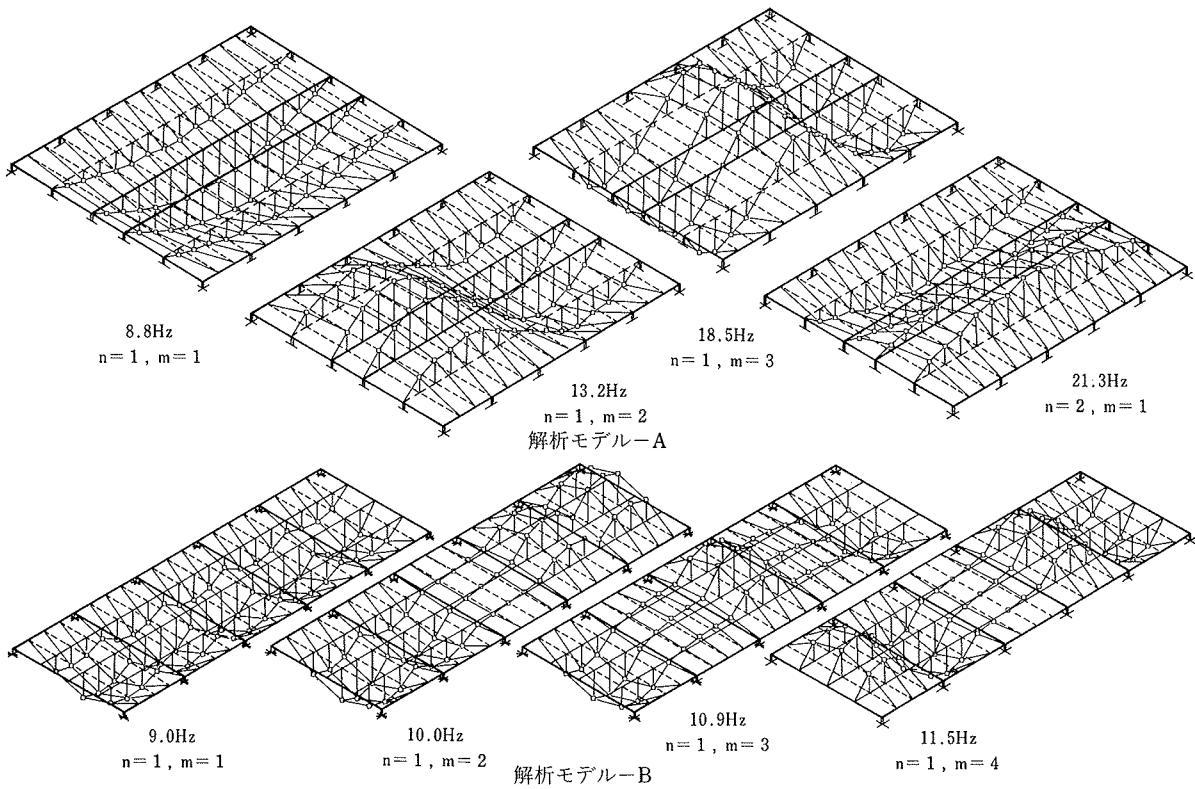 8.8Hz
n=1, m=1
13.2Hz
n=1, m=2
18.5Hz
n=1, m=3
21.3Hz
n=2, m=1
解析モデル－A
9.0Hz
n=1, m=1
10.0Hz
n=1, m=2
10.9Hz
n=1, m=3
11.5Hz
n=1, m=4
解析モデル－B